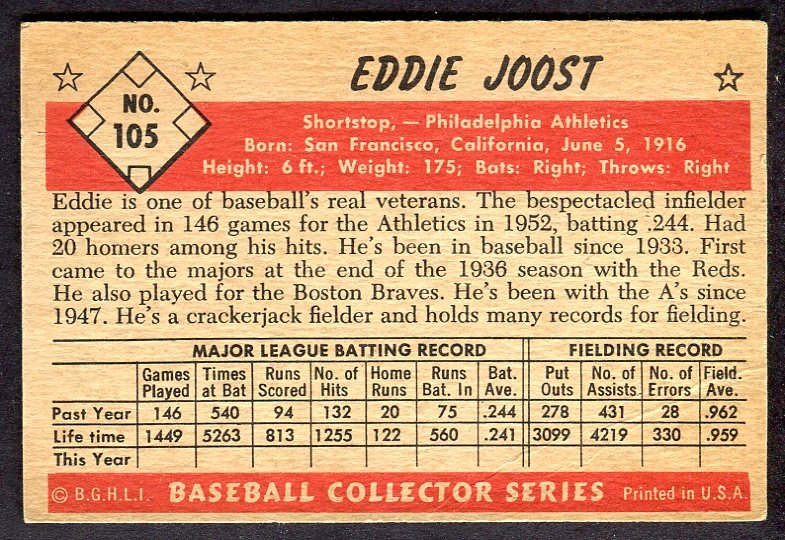 NO.
105
EDDIE JOOST
Shortstop, — Philadelphia Athletics
Born: San Francisco, California, June 5, 1916
Height: 6 ft.; Weight: 175; Bats: Right; Throws: Right
Eddie is one of baseball's real veterans. The bespectacled infielder
appeared in 146 games for the Athletics in 1952, batting .244. Had
20 homers among his hits. He's been in baseball since 1933. First
came to the majors at the end of the 1936 season with the Reds.
He also played for the Boston Braves. He's been with the A's since
1947. He's a crackerjack fielder and holds many records for fielding.
MAJOR LEAGUE BATTING RECORD FIELDING RECORD
Games Times Runs No. of Home Runs Bat. Put No. of No. of Field.
Played at Bat Scored Hits Runs Bat. In Ave. Outs Assists Errors Ave.
Past Year 146 540 94 132 20 75 .244 278 431 28 .962
Life time 1449 5263 813 1255 122 560 .241 3099 4219 330 .959
This Year
© B.G.H.L.I. BASEBALL COLLECTOR SERIES Printed in U.S.A.